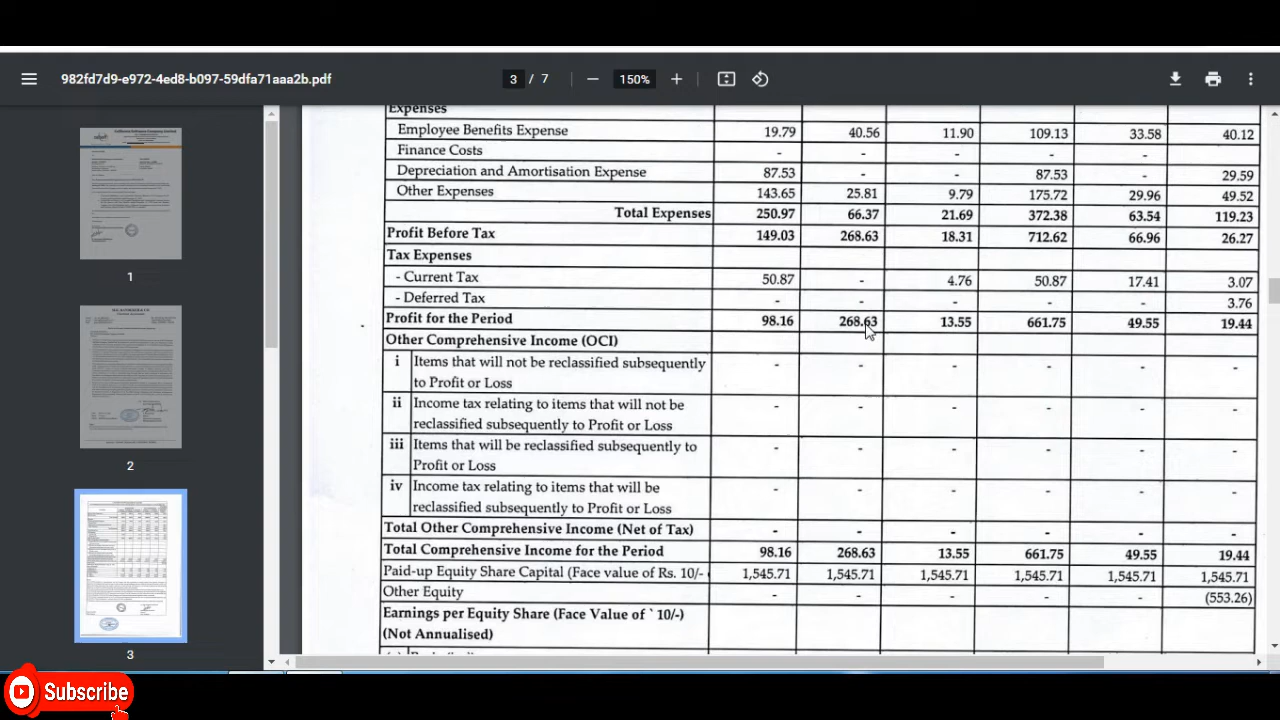 982fd7d9-e972-4ed8-b097-59dfa71aaa2b.pdf
3 / 7
150%
Expenses
Employee Benefits Expense 19.79 40.56 11.90 109.13 33.58 40.12
Finance Costs - - - - -
Depreciation and Amortisation Expense 87.53 - - 87.53 - 29.59
Other Expenses 143.65 25.81 9.79 175.72 29.96 49.52
Total Expenses 250.97 66.37 21.69 372.38 63.54 119.23
Profit Before Tax 149.03 268.63 18.31 712.62 66.96 26.27
Tax Expenses
- Current Tax 50.87 - 4.76 50.87 17.41 3.07
- Deferred Tax - - - - - 3.76
Profit for the Period 98.16 268.63 13.55 661.75 49.55 19.44
Other Comprehensive Income (OCI)
i Items that will not be reclassified subsequently - - - - - -
to Profit or Loss
ii Income tax relating to items that will not be - - - - - -
reclassified subsequently to Profit or Loss
iii Items that will be reclassified subsequently to - - - - - -
Profit or Loss
iv Income tax relating to items that will be - - - - - -
reclassified subsequently to Profit or Loss
Total Other Comprehensive Income (Net of Tax) - - - - - -
Total Comprehensive Income for the Period 98.16 268.63 13.55 661.75 49.55 19.44
Paid-up Equity Share Capital (Face value of Rs. 10/- 1,545.71 1,545.71 1,545.71 1,545.71 1,545.71 1,545.71
Other Equity - - - - - (553.26)
Earnings per Equity Share (Face Value of ` 10/-)
(Not Annualised)
1
2
3
Subscribe